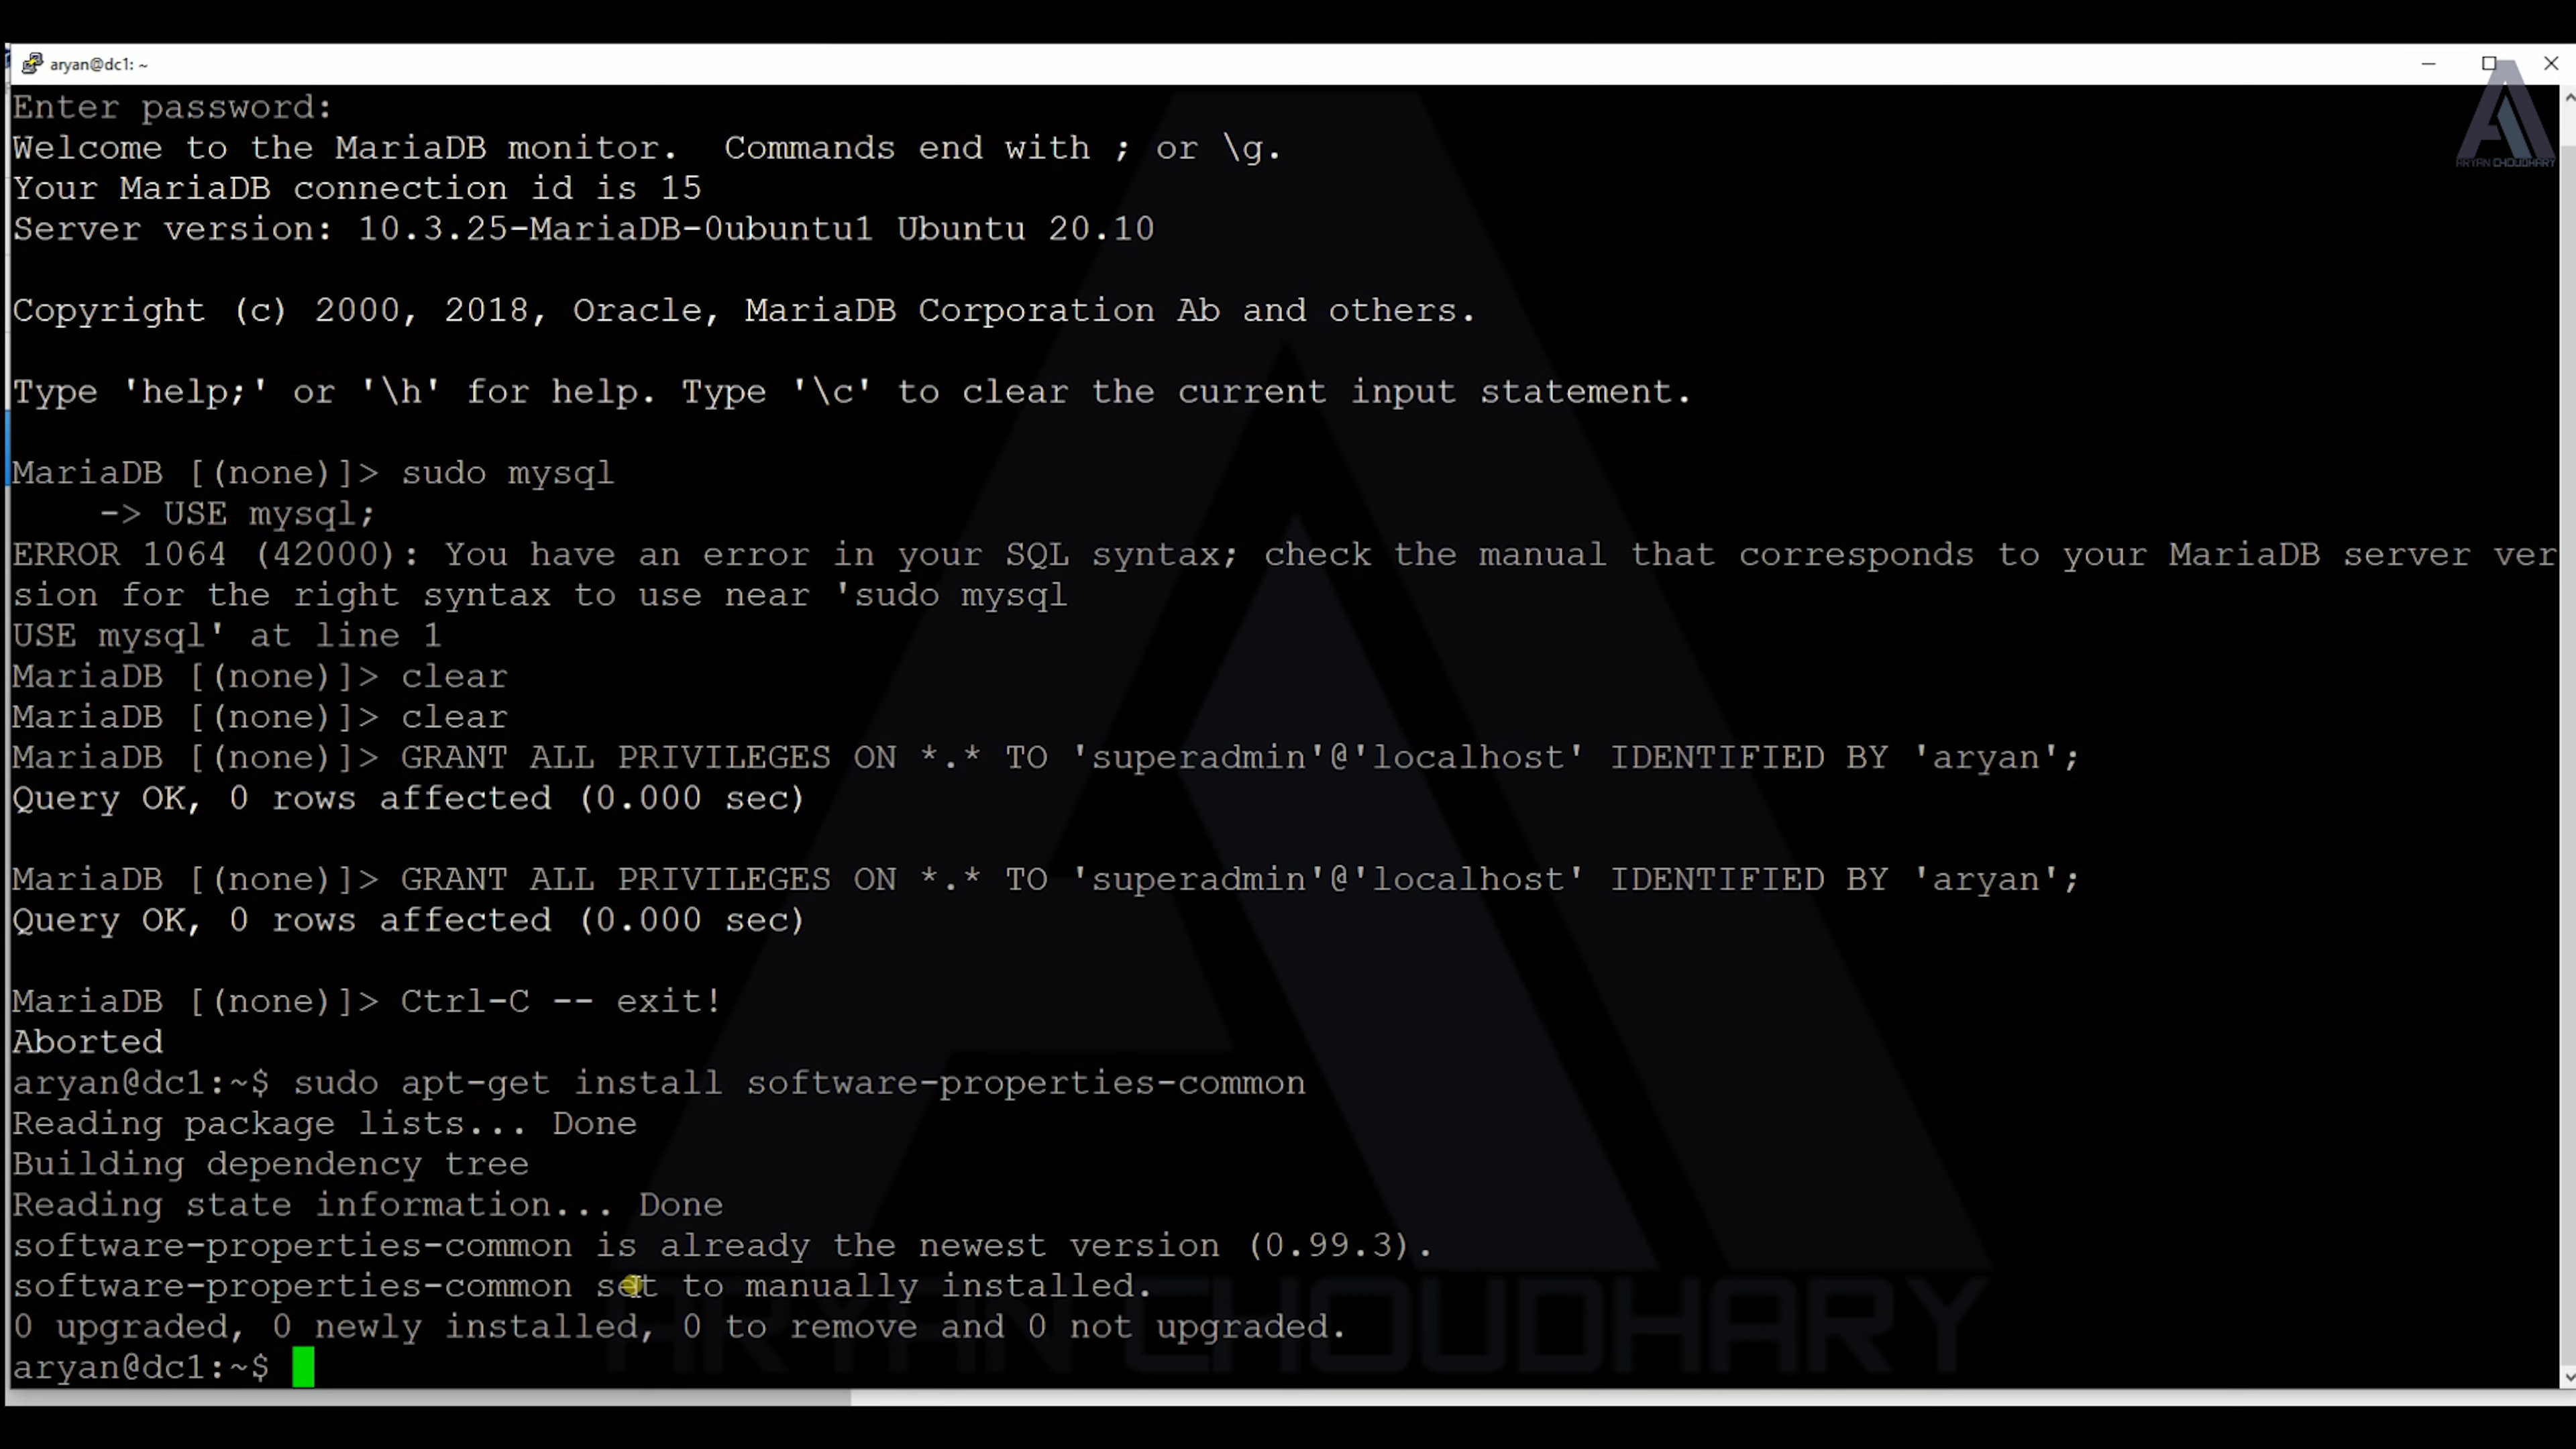 aryan@dc1: ~
ARYAN CHOUDHARY
Enter password:
Welcome to the MariaDB monitor.  Commands end with ; or \g.
Your MariaDB connection id is 15
Server version: 10.3.25-MariaDB-0ubuntu1 Ubuntu 20.10
Copyright (c) 2000, 2018, Oracle, MariaDB Corporation Ab and others.
Type 'help;' or '\h' for help. Type '\c' to clear the current input statement.
MariaDB [(none)]> sudo mysql
    -> USE mysql;
ERROR 1064 (42000): You have an error in your SQL syntax; check the manual that corresponds to your MariaDB server ver
sion for the right syntax to use near 'sudo mysql
USE mysql' at line 1
MariaDB [(none)]> clear
MariaDB [(none)]> clear
MariaDB [(none)]> GRANT ALL PRIVILEGES ON *.* TO 'superadmin'@'localhost' IDENTIFIED BY 'aryan';
Query OK, 0 rows affected (0.000 sec)
MariaDB [(none)]> GRANT ALL PRIVILEGES ON *.* TO 'superadmin'@'localhost' IDENTIFIED BY 'aryan';
Query OK, 0 rows affected (0.000 sec)
MariaDB [(none)]> Ctrl-C -- exit!
Aborted
aryan@dc1:~$ sudo apt-get install software-properties-common
Reading package lists... Done
Building dependency tree
Reading state information... Done
software-properties-common is already the newest version (0.99.3).
software-properties-common set to manually installed.
0 upgraded, 0 newly installed, 0 to remove and 0 not upgraded.
aryan@dc1:~$
ARYAN CHOUDHARY